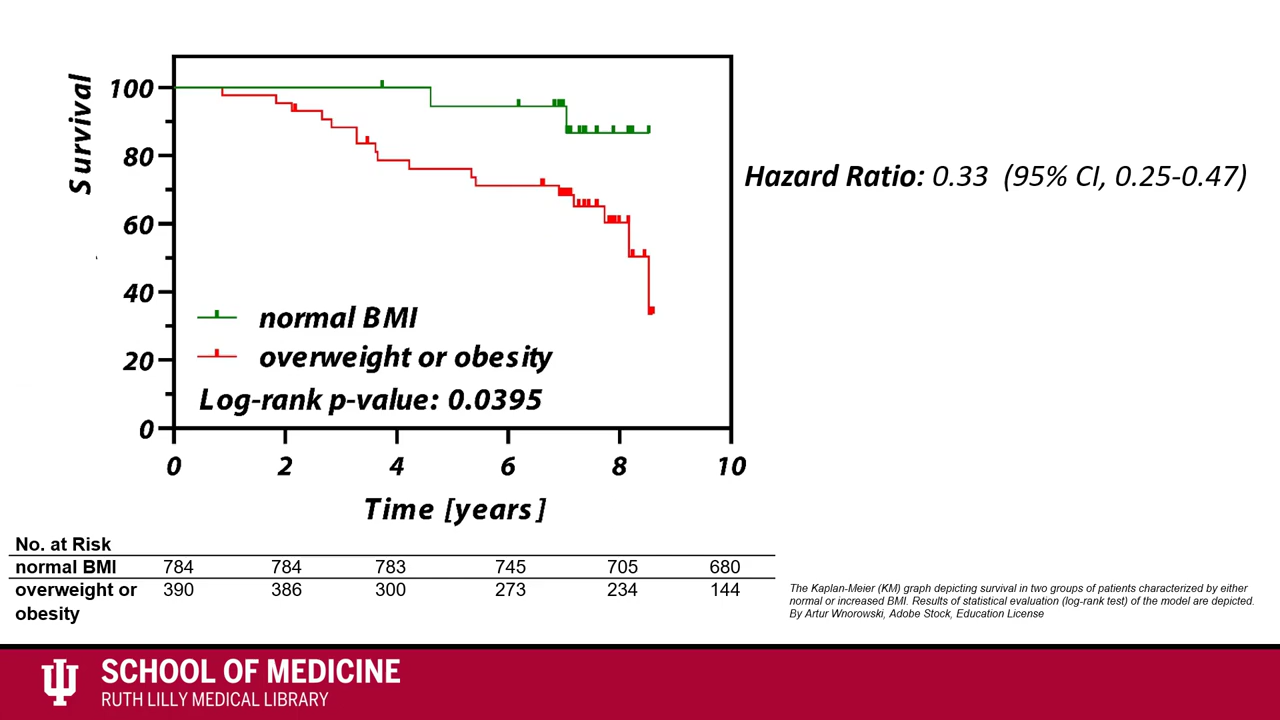 Survival
100
80
60
40
20
0
normal BMI
overweight or obesity
Log-rank p-value: 0.0395
0 2 4 6 8 10
Time [years]
Hazard Ratio: 0.33 (95% CI, 0.25-0.47)
No. at Risk
normal BMI 784 784 783 745 705 680
overweight or 390 386 300 273 234 144
obesity
The Kaplan-Meier (KM) graph depicting survival in two groups of patients characterized by either
normal or increased BMI. Results of statistical evaluation (log-rank test) of the model are depicted.
By Artur Wnorowski, Adobe Stock, Education License
SCHOOL OF MEDICINE
RUTH LILLY MEDICAL LIBRARY